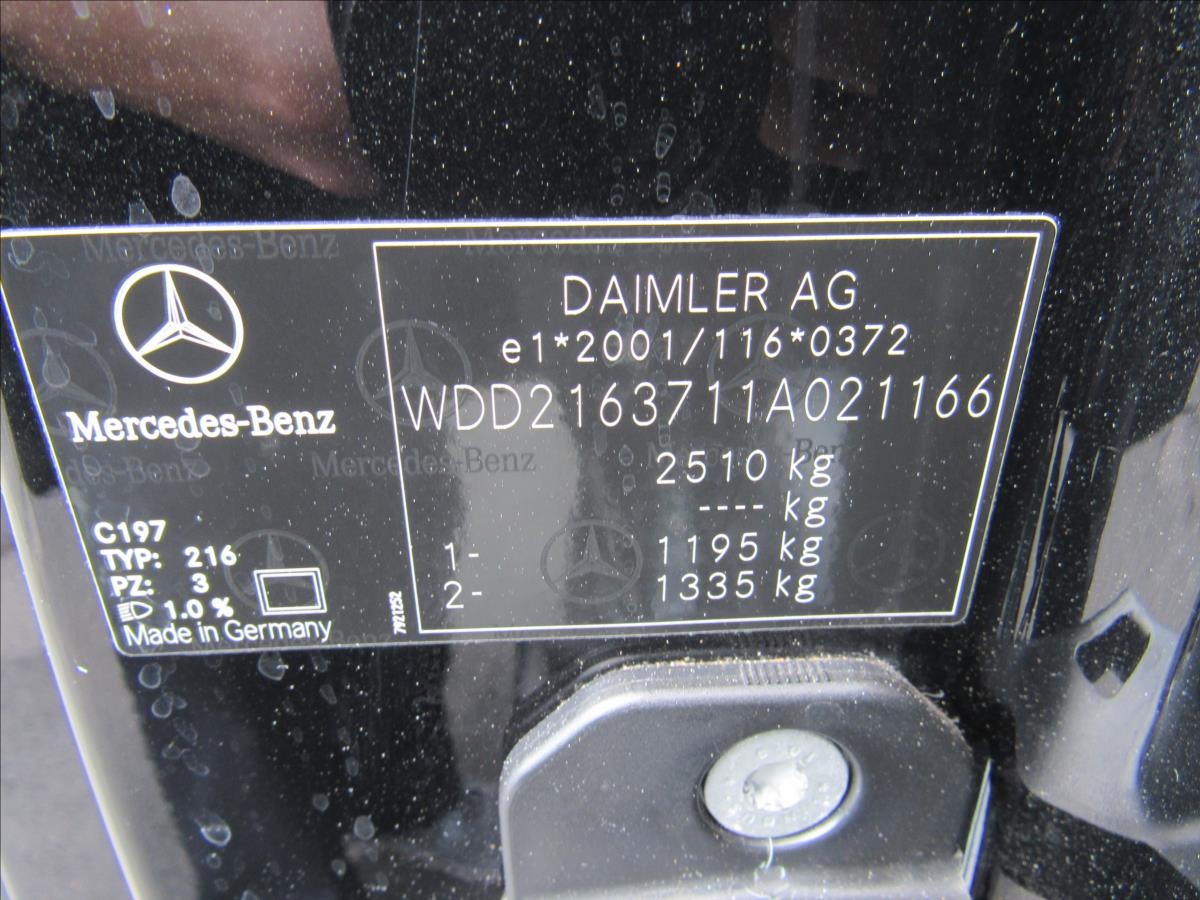 Mercedes-Benz
C197
TYP: 216
PZ: 3
1.0 %
Made in Germany
7921252
DAIMLER AG
e1*2001/116*0372
WDD2163711A021166
2510 kg
---- kg
1- 1195 kg
2- 1335 kg